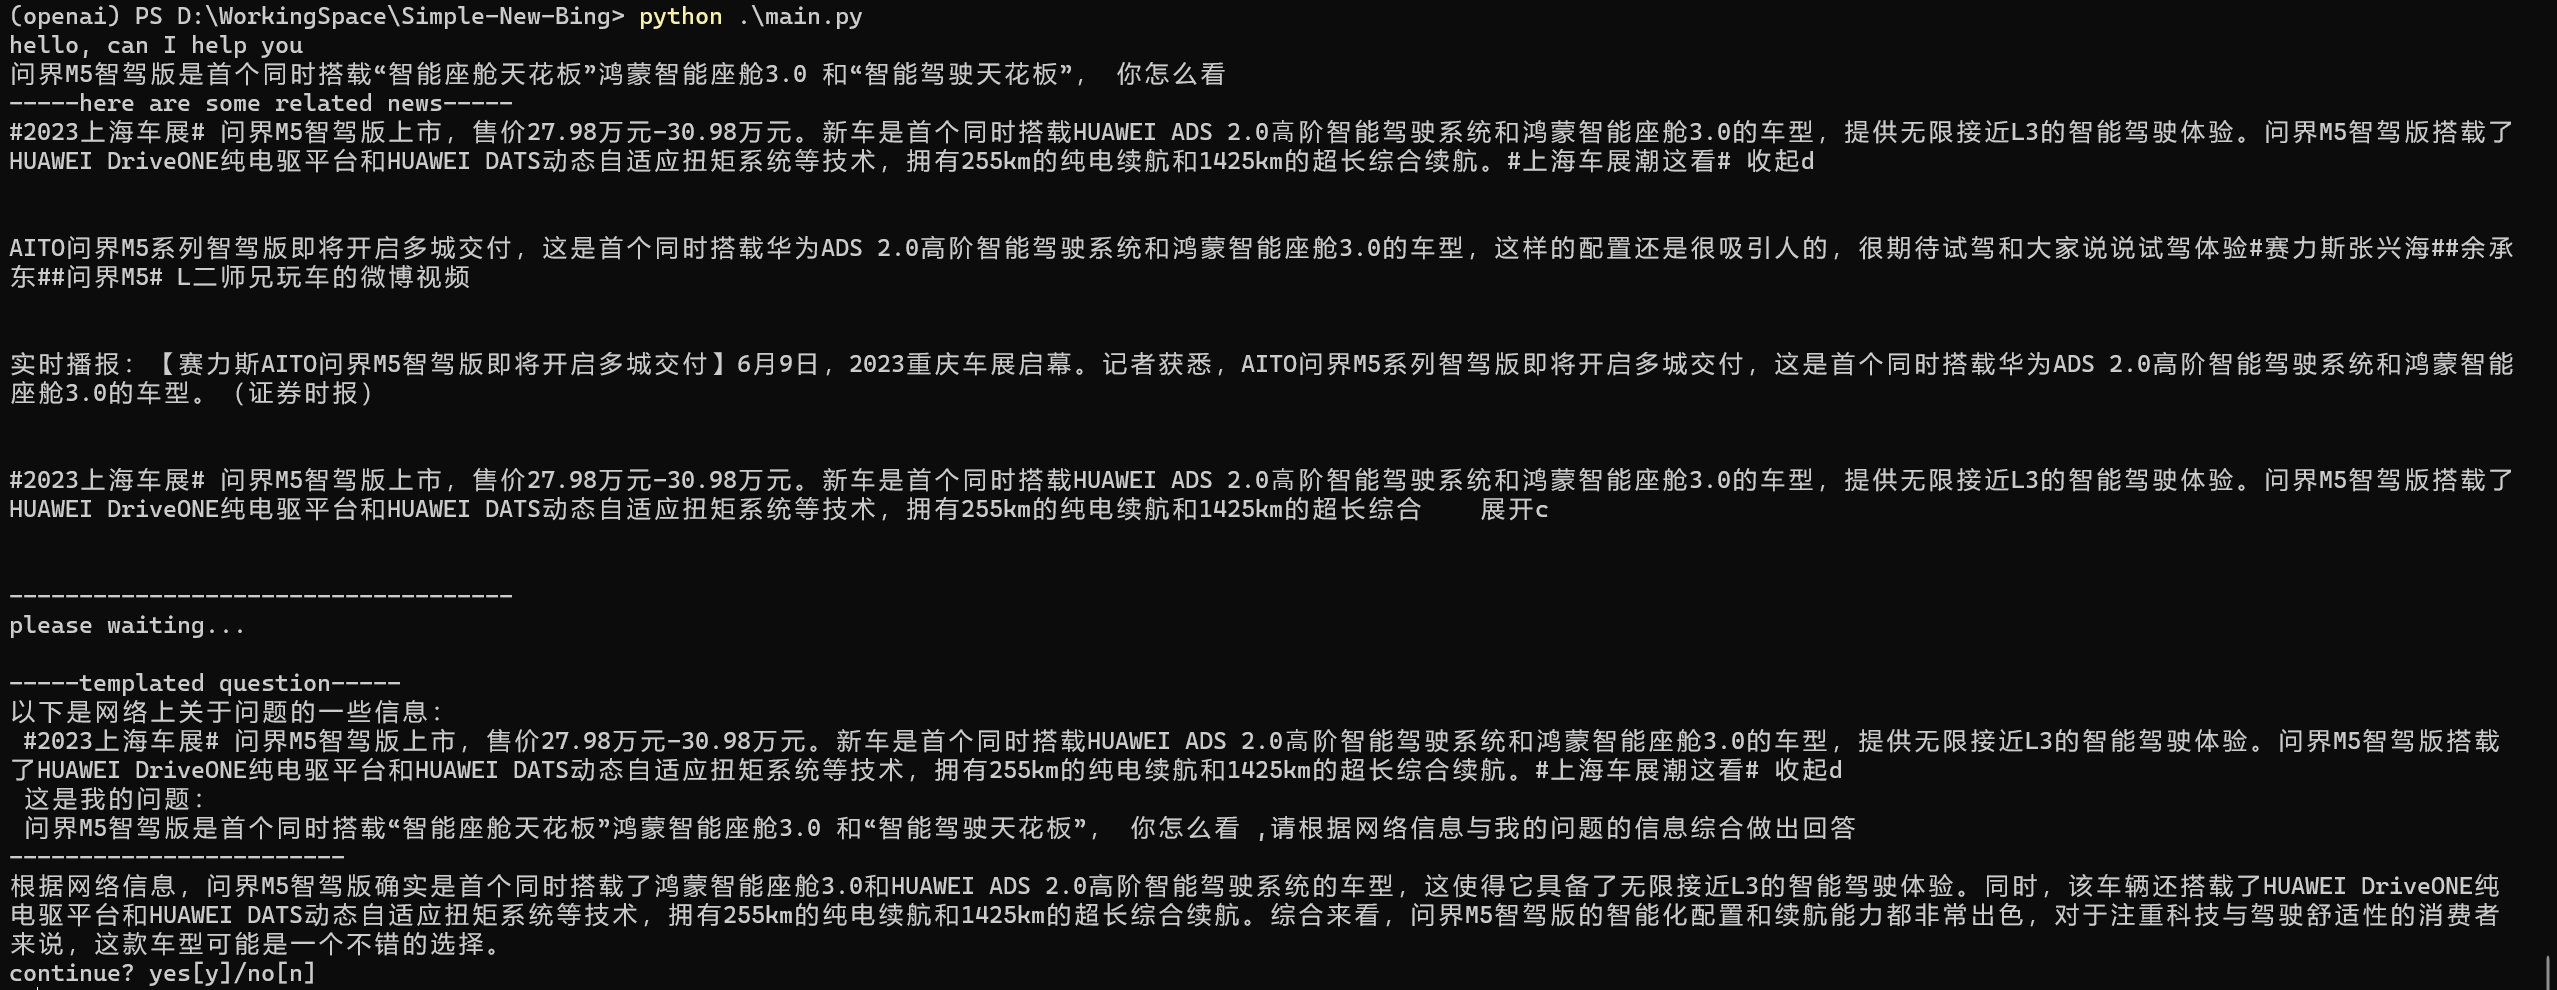 (openai) PS D:\WorkingSpace\Simple-New-Bing> python .\main.py
hello, can I help you
问界M5智驾版是首个同时搭载“智能座舱天花板”鸿蒙智能座舱3.0 和“智能驾驶天花板”， 你怎么看
-----here are some related news-----
#2023上海车展# 问界M5智驾版上市，售价27.98万元-30.98万元。新车是首个同时搭载HUAWEI ADS 2.0高阶智能驾驶系统和鸿蒙智能座舱3.0的车型，提供无限接近L3的智能驾驶体验。问界M5智驾版搭载了
HUAWEI DriveONE纯电驱平台和HUAWEI DATS动态自适应扭矩系统等技术，拥有255km的纯电续航和1425km的超长综合续航。#上海车展潮这看# 收起d
AITO问界M5系列智驾版即将开启多城交付，这是首个同时搭载华为ADS 2.0高阶智能驾驶系统和鸿蒙智能座舱3.0的车型，这样的配置还是很吸引人的，很期待试驾和大家说说试驾体验#赛力斯张兴海##余承
东##问界M5# L二师兄玩车的微博视频
实时播报：【赛力斯AITO问界M5智驾版即将开启多城交付】6月9日，2023重庆车展启幕。记者获悉，AITO问界M5系列智驾版即将开启多城交付，这是首个同时搭载华为ADS 2.0高阶智能驾驶系统和鸿蒙智能
座舱3.0的车型。（证券时报）
#2023上海车展# 问界M5智驾版上市，售价27.98万元-30.98万元。新车是首个同时搭载HUAWEI ADS 2.0高阶智能驾驶系统和鸿蒙智能座舱3.0的车型，提供无限接近L3的智能驾驶体验。问界M5智驾版搭载了
HUAWEI DriveONE纯电驱平台和HUAWEI DATS动态自适应扭矩系统等技术，拥有255km的纯电续航和1425km的超长综合    展开c
------------------------------------
please waiting...
-----templated question-----
以下是网络上关于问题的一些信息：
 #2023上海车展# 问界M5智驾版上市，售价27.98万元-30.98万元。新车是首个同时搭载HUAWEI ADS 2.0高阶智能驾驶系统和鸿蒙智能座舱3.0的车型，提供无限接近L3的智能驾驶体验。问界M5智驾版搭载
了HUAWEI DriveONE纯电驱平台和HUAWEI DATS动态自适应扭矩系统等技术，拥有255km的纯电续航和1425km的超长综合续航。#上海车展潮这看# 收起d
 这是我的问题：
 问界M5智驾版是首个同时搭载“智能座舱天花板”鸿蒙智能座舱3.0 和“智能驾驶天花板”， 你怎么看 ,请根据网络信息与我的问题的信息综合做出回答
------------------------
根据网络信息，问界M5智驾版确实是首个同时搭载了鸿蒙智能座舱3.0和HUAWEI ADS 2.0高阶智能驾驶系统的车型，这使得它具备了无限接近L3的智能驾驶体验。同时，该车辆还搭载了HUAWEI DriveONE纯
电驱平台和HUAWEI DATS动态自适应扭矩系统等技术，拥有255km的纯电续航和1425km的超长综合续航。综合来看，问界M5智驾版的智能化配置和续航能力都非常出色，对于注重科技与驾驶舒适性的消费者
来说，这款车型可能是一个不错的选择。
continue? yes[y]/no[n]